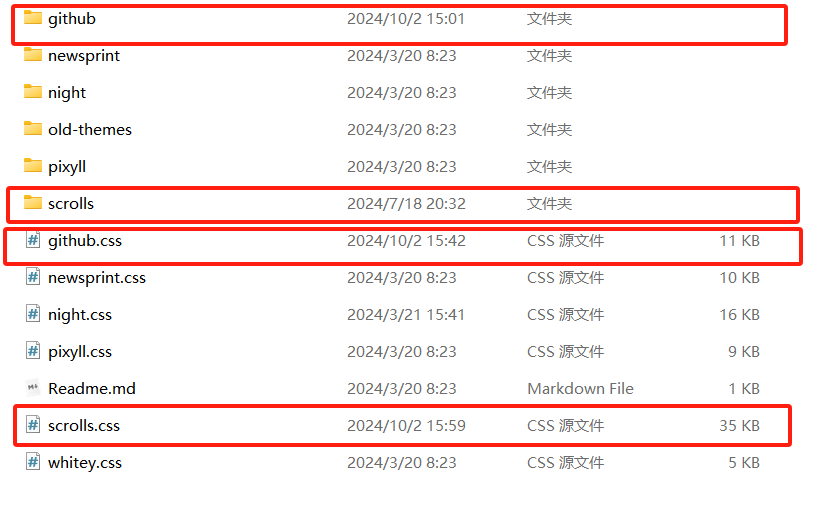 github 2024/10/2 15:01 文件夹
newsprint 2024/3/20 8:23 文件夹
night 2024/3/20 8:23 文件夹
old-themes 2024/3/20 8:23 文件夹
pixyll 2024/3/20 8:23 文件夹
scrolls 2024/7/18 20:32 文件夹
github.css 2024/10/2 15:42 CSS 源文件 11 KB
newsprint.css 2024/3/20 8:23 CSS 源文件 10 KB
night.css 2024/3/21 15:41 CSS 源文件 16 KB
pixyll.css 2024/3/20 8:23 CSS 源文件 9 KB
Readme.md 2024/3/20 8:23 Markdown File 1 KB
scrolls.css 2024/10/2 15:59 CSS 源文件 35 KB
whitey.css 2024/3/20 8:23 CSS 源文件 5 KB